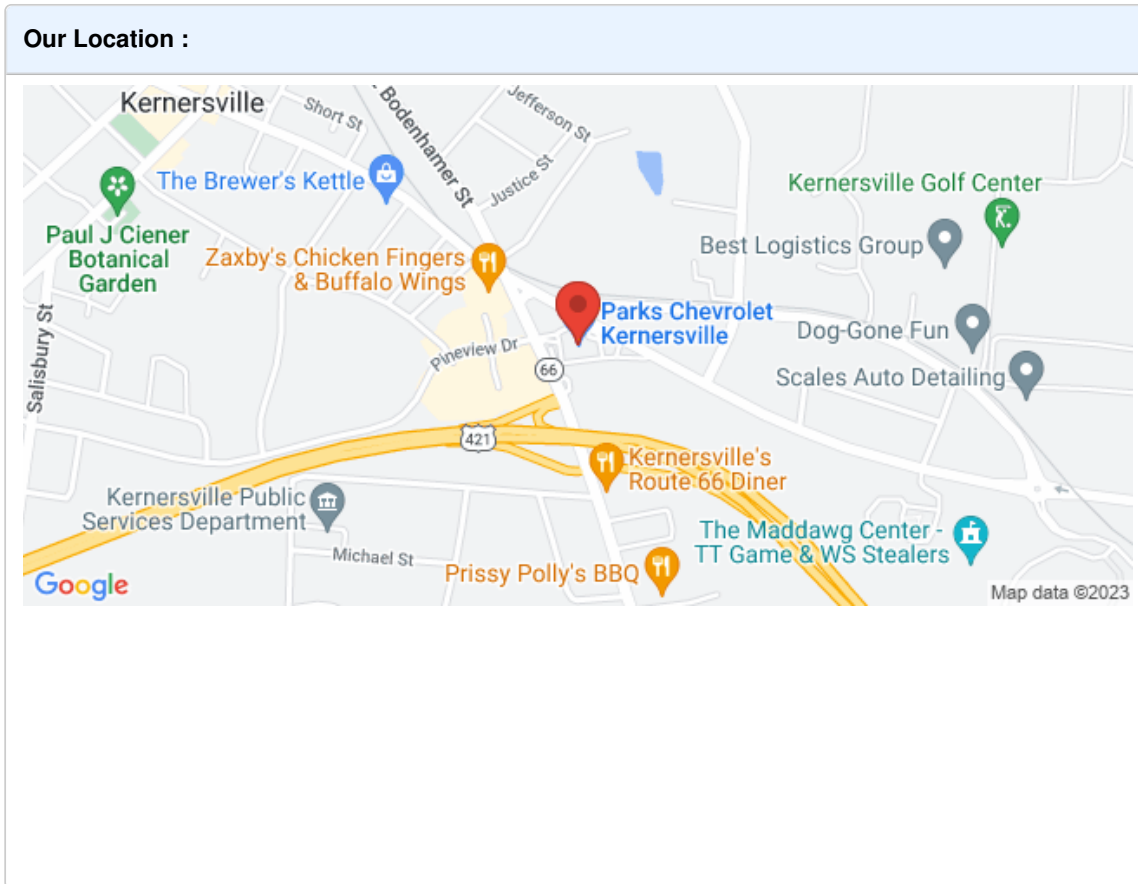 Our Location :
Kernersville
Short St
Bodenhamer St
Jefferson St
Justice St
The Brewer's Kettle
Kernersville Golf Center
Paul J Ciener
Botanical
Garden
Zaxby's Chicken Fingers
& Buffalo Wings
Best Logistics Group
Parks Chevrolet
Kernersville
Dog-Gone Fun
Pineview Dr
66
Scales Auto Detailing
Salisbury St
421
Kernersville's
Route 66 Diner
Kernersville Public
Services Department
The Maddawg Center -
TT Game & WS Stealers
Michael St
Prissy Polly's BBQ
Google
Map data ©2023